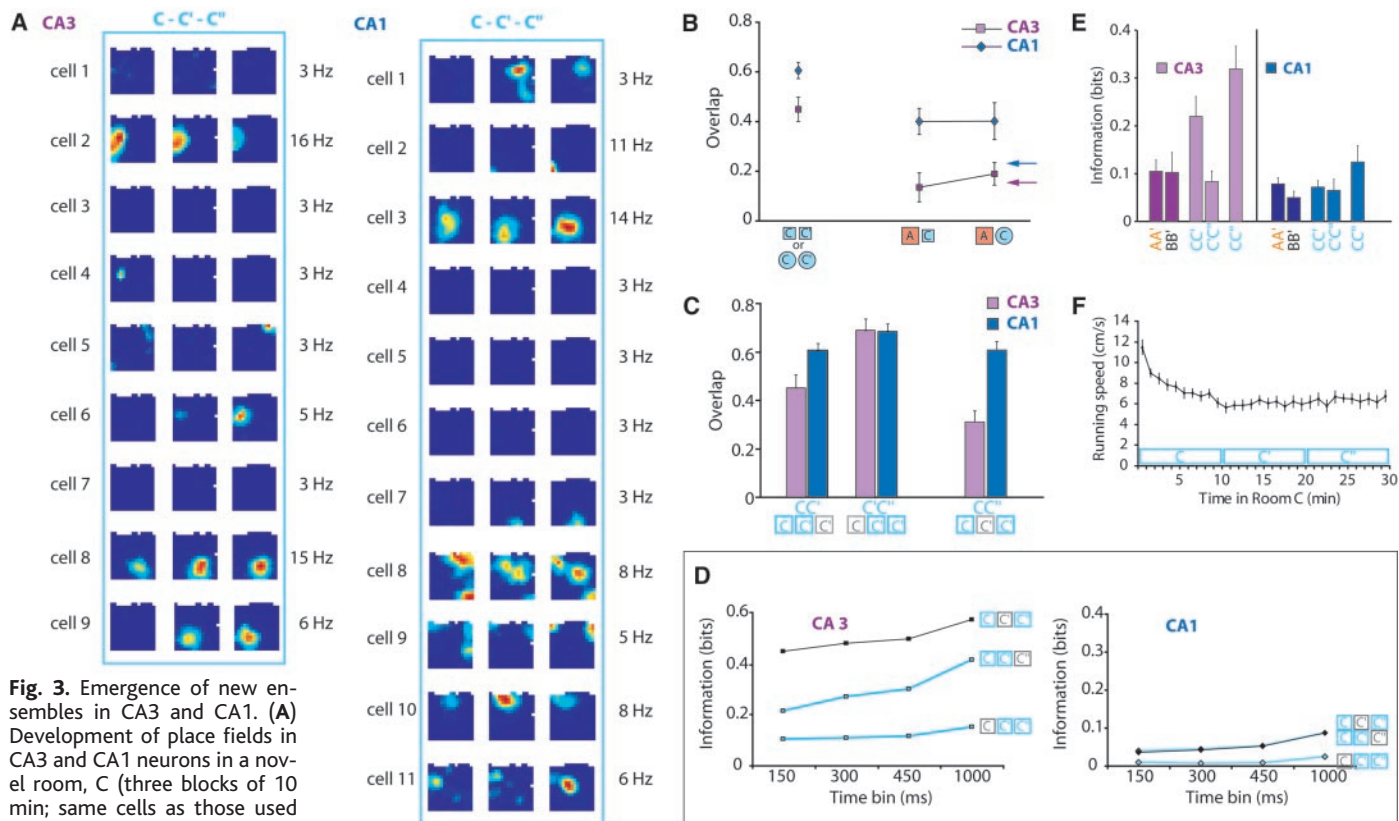 A CA3 C - C' - C"
cell 1 3 Hz
cell 2 16 Hz
cell 3 3 Hz
cell 4 3 Hz
cell 5 3 Hz
cell 6 5 Hz
cell 7 3 Hz
cell 8 15 Hz
cell 9 6 Hz
Fig. 3. Emergence of new en-
sembles in CA3 and CA1. (A)
Development of place fields in
CA3 and CA1 neurons in a nov-
el room, C (three blocks of 10
min; same cells as those used
CA1 C - C' - C"
cell 1 3 Hz
cell 2 11 Hz
cell 3 14 Hz
cell 4 3 Hz
cell 5 3 Hz
cell 6 3 Hz
cell 7 3 Hz
cell 8 8 Hz
cell 9 5 Hz
cell 10 8 Hz
cell 11 6 Hz
B
CA3
CA1
Overlap
0.6
0.4
0.2
0
C C A C A C
or
C C
C
CA3
CA1
Overlap
0.8
0.6
0.4
0.2
0
CC' C'C" CC"
C C' C C C'
E
CA3 CA1
Information (bits)
0.4
0.3
0.2
0.1
0
AA' BB' CC' CC" AA' BB' CC' CC"
F
Running speed (cm/s)
14
12
10
8
6
4
2
0
C C' C"
0 5 10 15 20 25 30
Time in Room C (min)
D
CA 3
Information (bits)
0.6
0.4
0.2
0
150 300 450 1000
Time bin (ms)
CA1
Information (bits)
0.4
0.3
0.2
0.1
0
150 300 450 1000
Time bin (ms)